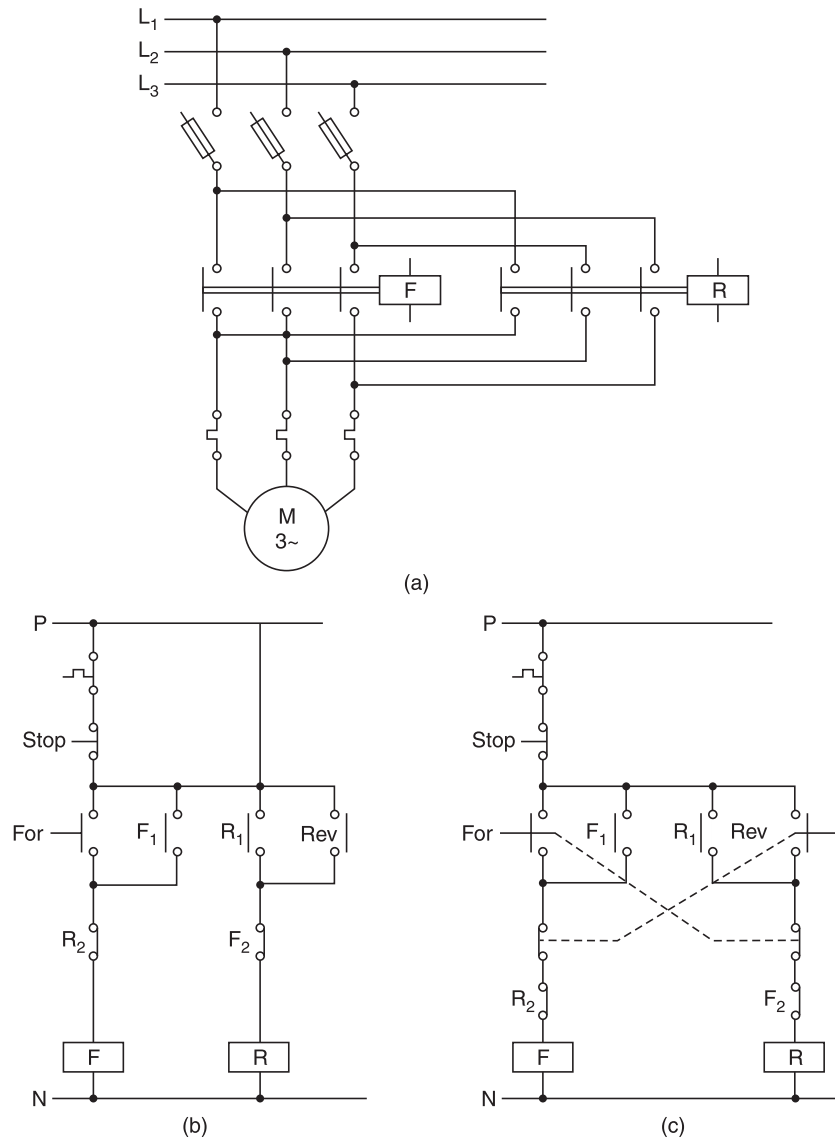 L1
L2
L3
F R
M
3~
(a)
P P
Stop Stop
For F1 R1 Rev For F1 R1 Rev
R2 F2
R2 F2
F R F R
N N
(b) (c)